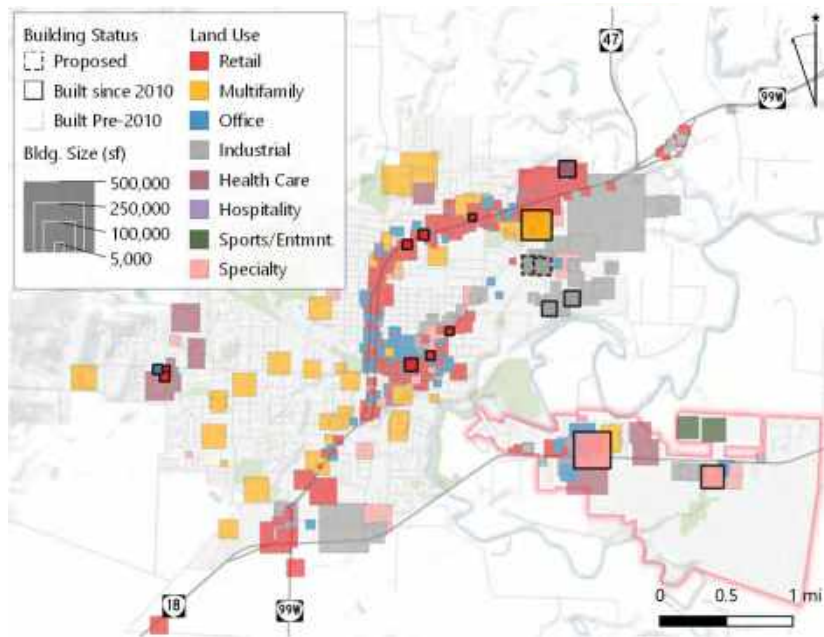 Building Status
Proposed
Built since 2010
Built Pre-2010
Bldg. Size (sf)
500,000
250,000
100,000
5,000
Land Use
Retail
Multifamily
Office
Industrial
Health Care
Hospitality
Sports/Entmnt.
Specialty
47
99W
18
99W
0 0.5 1 mi